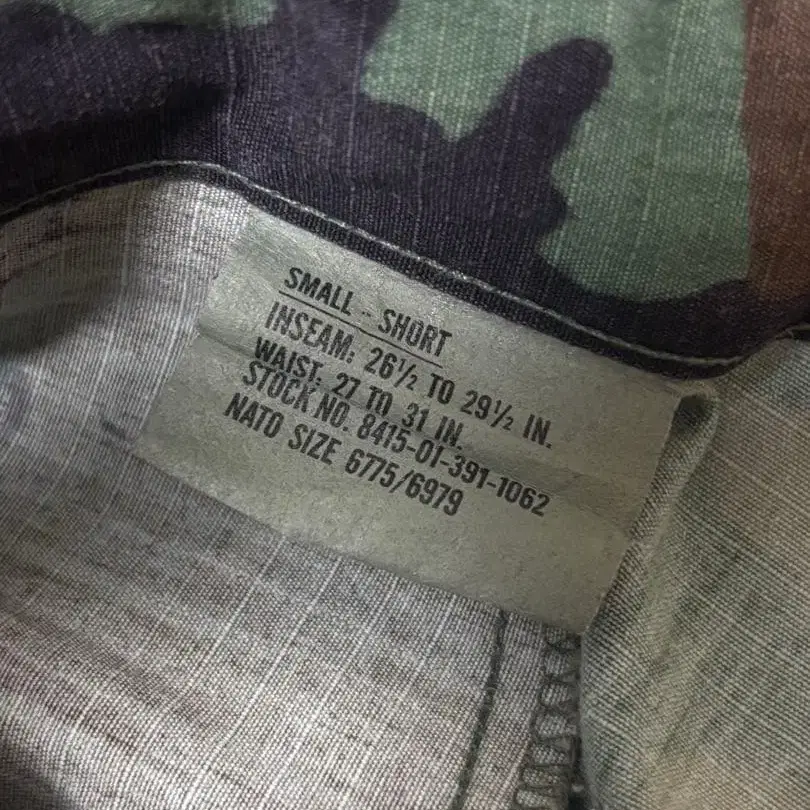 SMALL - SHORT
INSEAM: 26½ TO 29½ IN.
WAIST: 27 TO 31 IN.
STOCK NO. 8415-01-391-1062
NATO SIZE 6775/6979